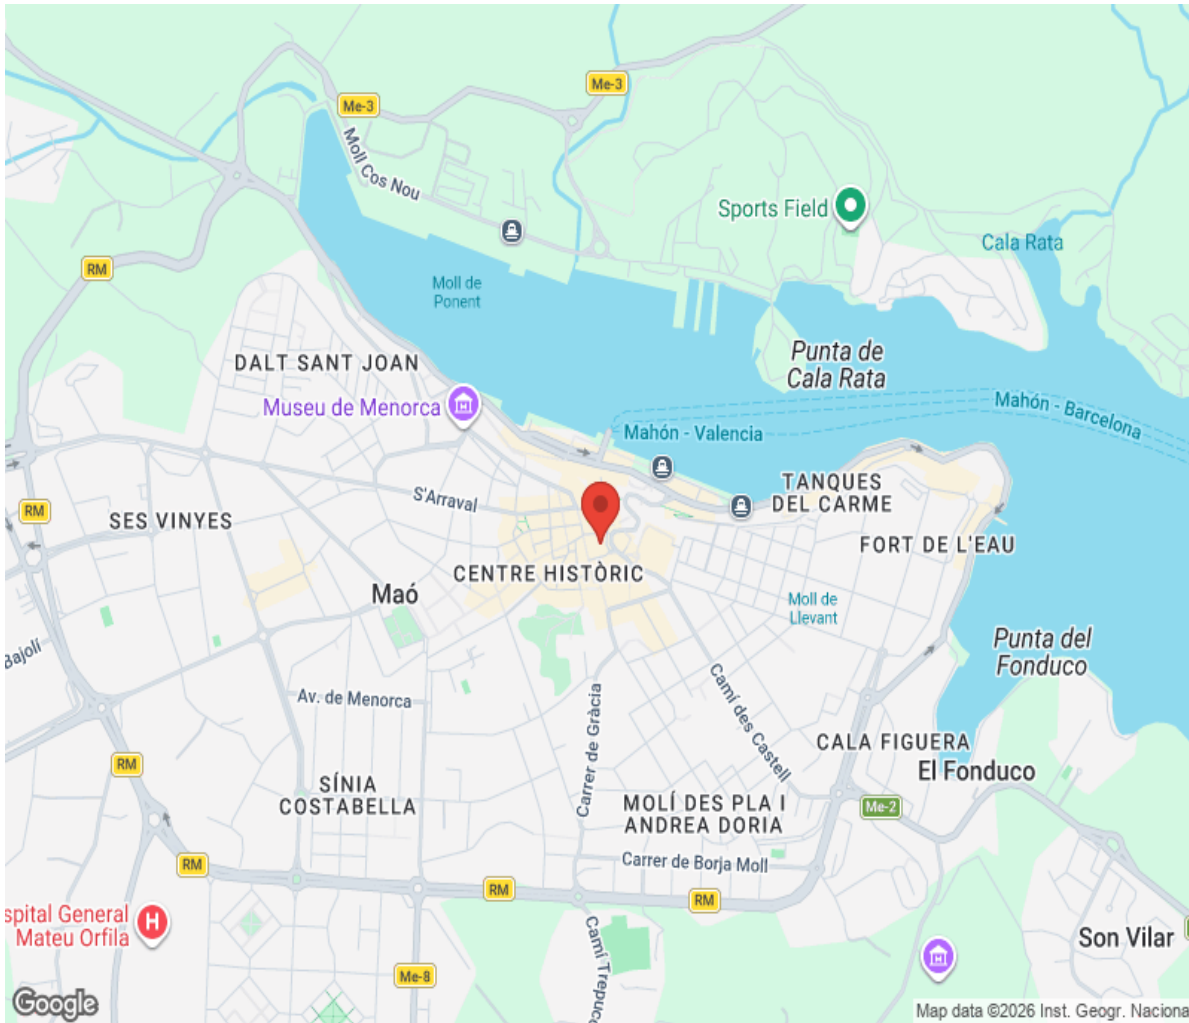 Me-3
Me-3
Moll Cos Nou
Sports Field
Cala Rata
RM
Moll de
Ponent
Punta de
Cala Rata
DALT SANT JOAN
Museu de Menorca
Mahón - Barcelona
Mahón - Valencia
TANQUES
DEL CARME
S'Arraval
RM
SES VINYES
FORT DE L'EAU
CENTRE HISTÒRIC
Maó
Moll de
Llevant
Punta del
Fonduco
Bajolí
Av. de Menorca
Carrer de Gràcia
Camí des Castell
CALA FIGUERA
El Fonduco
RM
SÍNIA
COSTABELLA
MOLÍ DES PLA I
ANDREA DORIA
Me-2
Carrer de Borja Moll
RM
RM
RM
spital General
Mateu Orfila
H
Camí Trepucó
Son Vilar
Me-8
Google
Map data ©2026 Inst. Geogr. Naciona